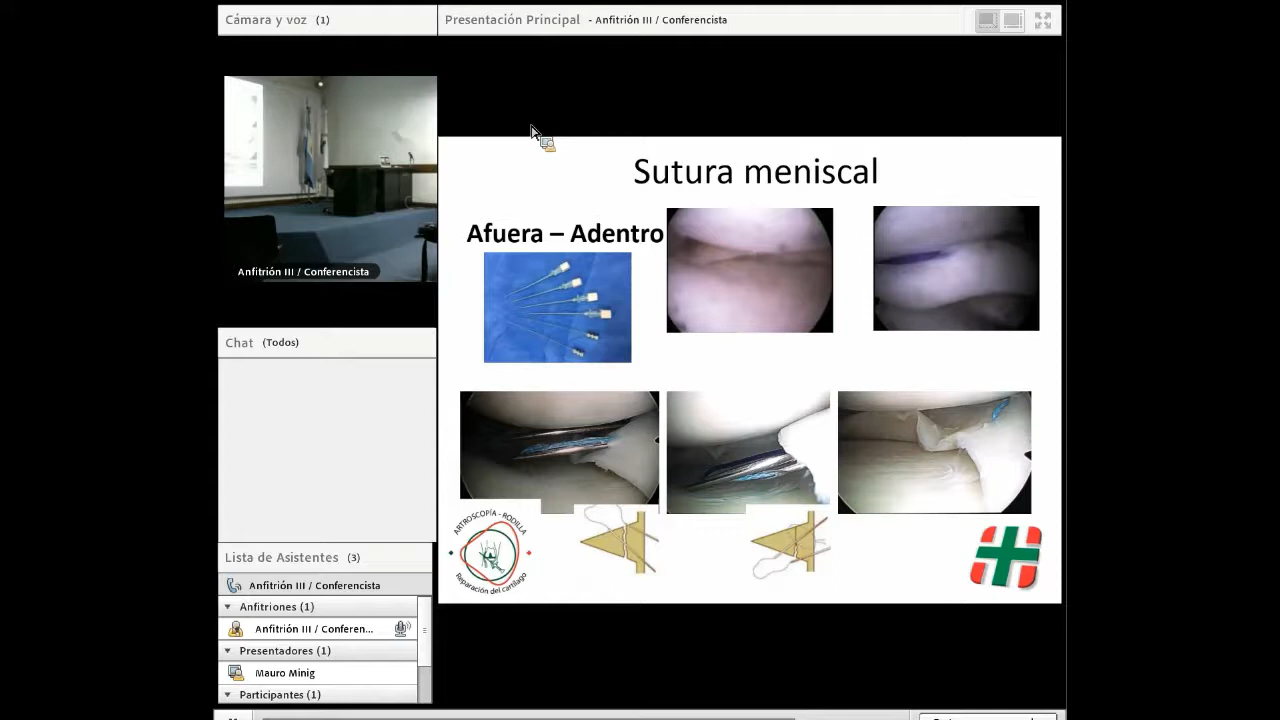 Cámara y voz (1)
Presentación Principal - Anfitrión III / Conferencista
Anfitrión III / Conferencista
Sutura meniscal
Afuera – Adentro
ARTROSCOPÍA - RODILLA
Reparación del cartílago
Chat (Todos)
Lista de Asistentes (3)
Anfitrión III / Conferencista
Anfitriones (1)
Anfitrión III / Conferen...
Presentadores (1)
Mauro Minig
Participantes (1)